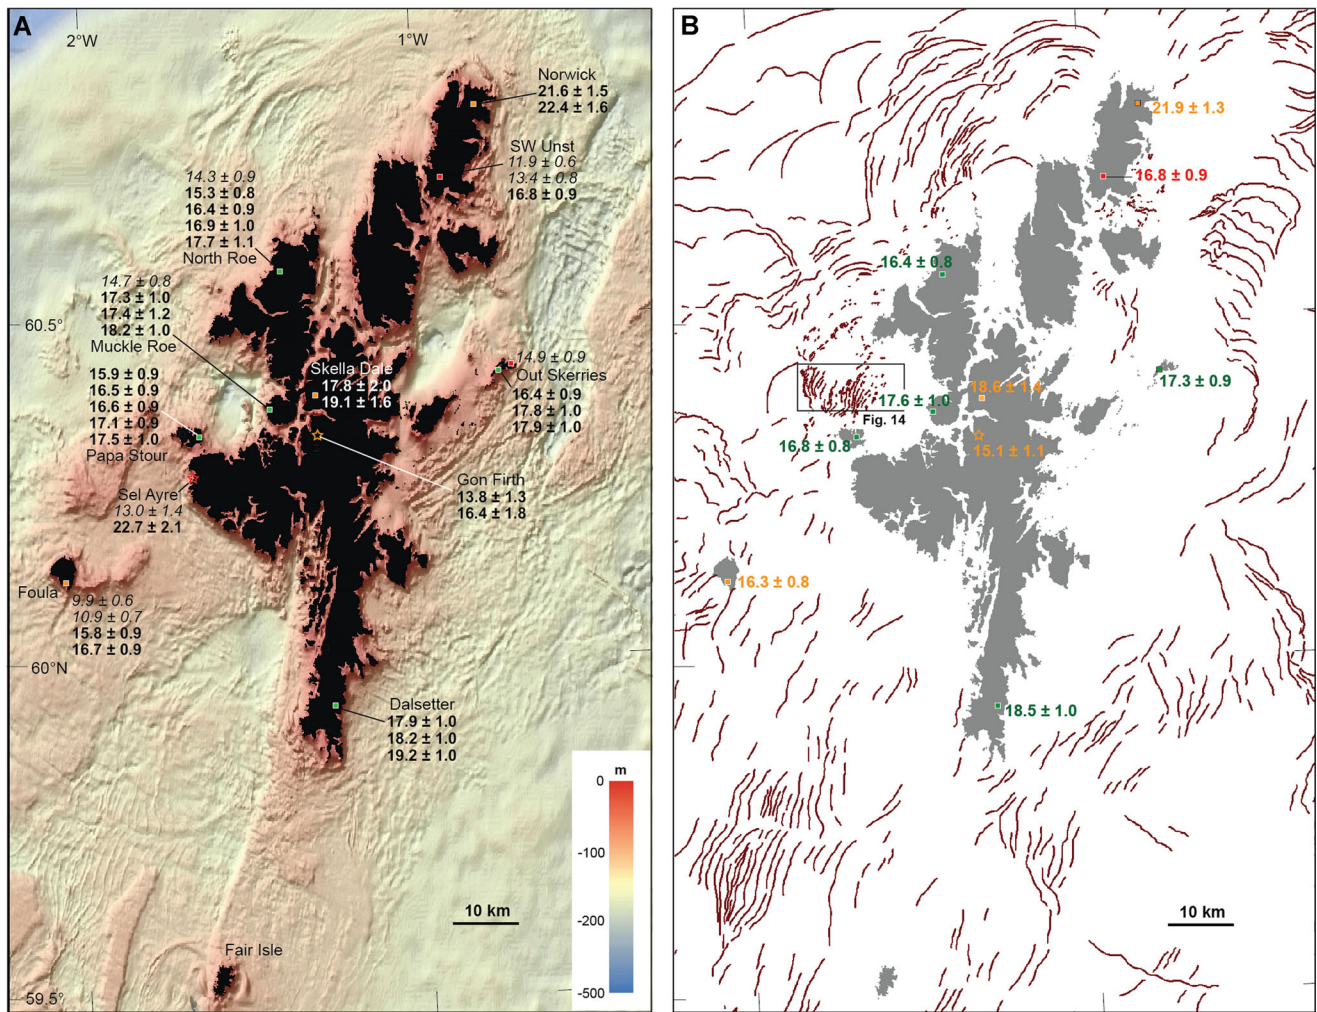 A
2°W
1°W
Norwick
21.6 ± 1.5
22.4 ± 1.6
SW Unst
11.9 ± 0.6
13.4 ± 0.8
16.8 ± 0.9
14.3 ± 0.9
15.3 ± 0.8
16.4 ± 0.9
16.9 ± 1.0
17.7 ± 1.1
North Roe
14.7 ± 0.8
17.3 ± 1.0
17.4 ± 1.2
18.2 ± 1.0
Muckle Roe
60.5°
15.9 ± 0.9
16.5 ± 0.9
16.6 ± 0.9
17.1 ± 0.9
17.5 ± 1.0
Papa Stour
Skella Dale
17.8 ± 2.0
19.1 ± 1.6
14.9 ± 0.9
Out Skerries
16.4 ± 0.9
17.8 ± 1.0
17.9 ± 1.0
Sel Ayre
13.0 ± 1.4
22.7 ± 2.1
Gon Firth
13.8 ± 1.3
16.4 ± 1.8
Foula
9.9 ± 0.6
10.9 ± 0.7
15.8 ± 0.9
16.7 ± 0.9
60°N
Dalsetter
17.9 ± 1.0
18.2 ± 1.0
19.2 ± 1.0
m
0
-100
-200
-500
10 km
Fair Isle
59.5°
B
21.9 ± 1.3
16.8 ± 0.9
16.4 ± 0.8
17.3 ± 0.9
18.6 ± 1.4
17.6 ± 1.0
Fig. 14
16.8 ± 0.8
15.1 ± 1.1
16.3 ± 0.8
18.5 ± 1.0
10 km